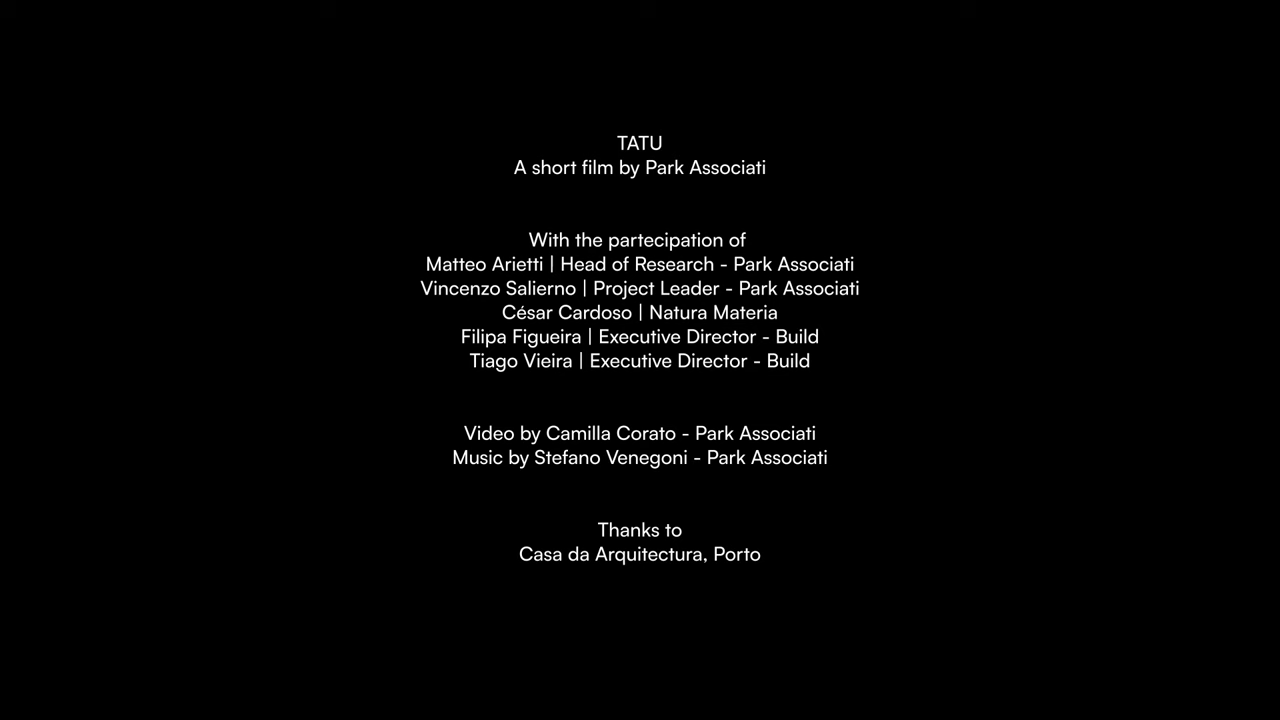 TATU
A short film by Park Associati
With the partecipation of
Matteo Arietti | Head of Research - Park Associati
Vincenzo Salierno | Project Leader - Park Associati
César Cardoso | Natura Materia
Filipa Figueira | Executive Director - Build
Tiago Vieira | Executive Director - Build
Video by Camilla Corato - Park Associati
Music by Stefano Venegoni - Park Associati
Thanks to
Casa da Arquitectura, Porto